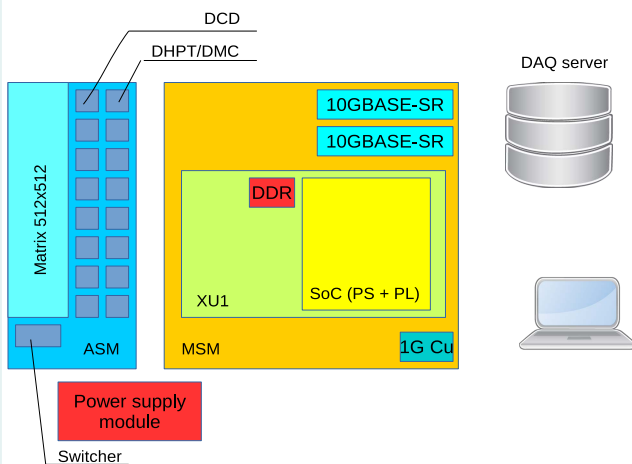 DCD
DHPT/DMC
DAQ server
10GBASE-SR
10GBASE-SR
Matrix 512x512
DDR
XU1
SoC (PS + PL)
ASM
MSM
1G Cu
Power supply
module
Switcher